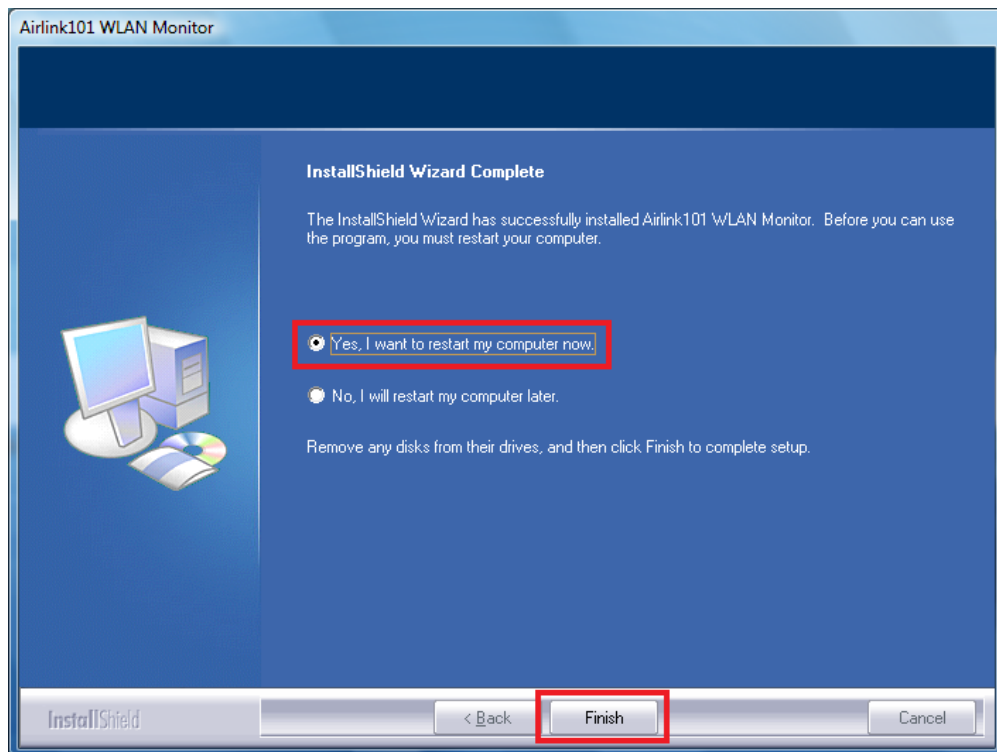 Airlink101 WLAN Monitor
InstallShield Wizard Complete
The InstallShield Wizard has successfully installed Airlink101 WLAN Monitor. Before you can use
the program, you must restart your computer.
Yes, I want to restart my computer now.
No, I will restart my computer later.
Remove any disks from their drives, and then click Finish to complete setup.
InstallShield
< Back
Finish
Cancel